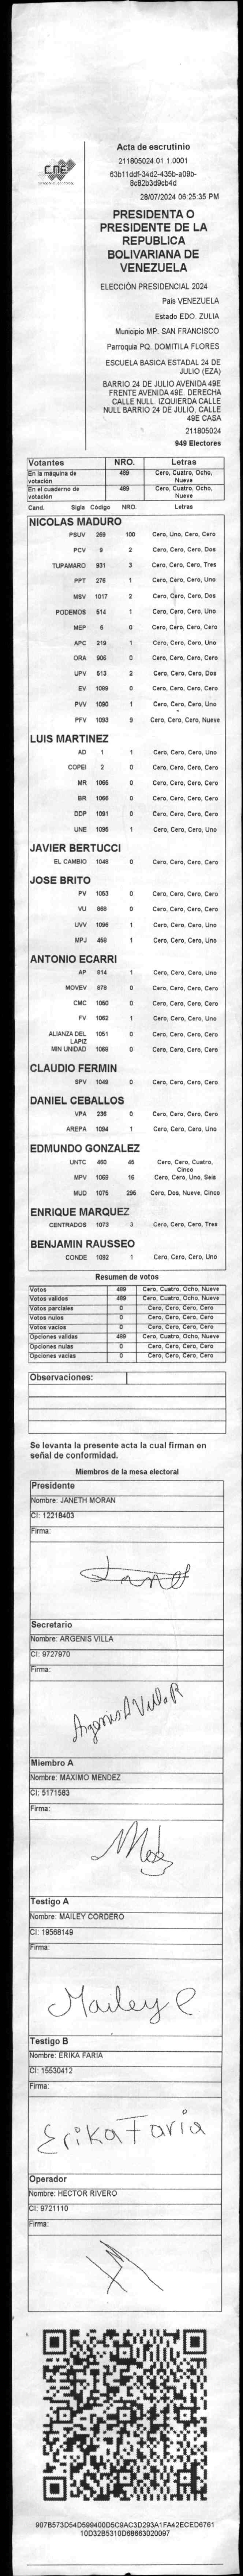 CNE
Acta de escrutinio
211805024.01.1.0001
63b11ddf-34d2-435b-a09b-
9c82b3d9cb4d
28/07/2024 06:25:35 PM
PRESIDENTA O
PRESIDENTE DE LA
REPUBLICA
BOLIVARIANA DE
VENEZUELA
ELECCIÓN PRESIDENCIAL 2024
Pais VENEZUELA
Estado EDO. ZULIA
Municipio MP. SAN FRANCISCO
Parroquia PQ. DOMITILA FLORES
ESCUELA BASICA ESTADAL 24 DE
JULIO (EZA)
BARRIO 24 DE JULIO AVENIDA 49E
FRENTE AVENIDA 49E. DERECHA
CALLE NULL. IZQUIERDA CALLE
NULL BARRIO 24 DE JULIO, CALLE
49E CASA
211805024
949 Electores
Votantes NRO. Letras
En la máquina de votación 489 Cero, Cuatro, Ocho, Nueve
En el cuaderno de votación 489 Cero, Cuatro, Ocho, Nueve
Cand. Sigla Código NRO. Letras
NICOLAS MADURO
PSUV 269 100 Cero, Uno, Cero, Cero
PCV 9 2 Cero, Cero, Cero, Dos
TUPAMARO 931 3 Cero, Cero, Cero, Tres
PPT 276 1 Cero, Cero, Cero, Uno
MSV 1017 2 Cero, Cero, Cero, Dos
PODEMOS 514 1 Cero, Cero, Cero, Uno
MEP 6 0 Cero, Cero, Cero, Cero
APC 219 1 Cero, Cero, Cero, Uno
ORA 906 0 Cero, Cero, Cero, Cero
UPV 513 2 Cero, Cero, Cero, Dos
EV 1099 0 Cero, Cero, Cero, Cero
PVV 1090 1 Cero, Cero, Cero, Uno
PFV 1093 9 Cero, Cero, Cero, Nueve
LUIS MARTINEZ
AD 1 1 Cero, Cero, Cero, Uno
COPEI 2 0 Cero, Cero, Cero, Cero
MR 1065 0 Cero, Cero, Cero, Cero
BR 1066 0 Cero, Cero, Cero, Cero
DDP 1091 0 Cero, Cero, Cero, Cero
UNE 1095 1 Cero, Cero, Cero, Uno
JAVIER BERTUCCI
EL CAMBIO 1048 0 Cero, Cero, Cero, Cero
JOSE BRITO
PV 1053 0 Cero, Cero, Cero, Cero
VU 868 0 Cero, Cero, Cero, Cero
UVV 1096 1 Cero, Cero, Cero, Uno
MPJ 459 1 Cero, Cero, Cero, Uno
ANTONIO ECARRI
AP 814 1 Cero, Cero, Cero, Uno
MOVEV 878 0 Cero, Cero, Cero, Cero
CMC 1050 0 Cero, Cero, Cero, Cero
FV 1062 1 Cero, Cero, Cero, Uno
ALIANZA DEL LAPIZ 1051 0 Cero, Cero, Cero, Cero
MIN UNIDAD 1069 0 Cero, Cero, Cero, Cero
CLAUDIO FERMIN
SPV 1049 0 Cero, Cero, Cero, Cero
DANIEL CEBALLOS
VPA 236 0 Cero, Cero, Cero, Cero
AREPA 1094 1 Cero, Cero, Cero, Uno
EDMUNDO GONZALEZ
UNTC 460 45 Cero, Cero, Cuatro, Cinco
MPV 1069 16 Cero, Cero, Uno, Seis
MUD 1075 295 Cero, Dos, Nueve, Cinco
ENRIQUE MARQUEZ
CENTRADOS 1073 3 Cero, Cero, Cero, Tres
BENJAMIN RAUSSEO
CONDE 1092 1 Cero, Cero, Cero, Uno
Resumen de votos
Votos 489 Cero, Cuatro, Ocho, Nueve
Votos validos 489 Cero, Cuatro, Ocho, Nueve
Votos parciales 0 Cero, Cero, Cero, Cero
Votos nulos 0 Cero, Cero, Cero, Cero
Votos vacios 0 Cero, Cero, Cero, Cero
Opciones validas 489 Cero, Cuatro, Ocho, Nueve
Opciones nulas 0 Cero, Cero, Cero, Cero
Opciones vacías 0 Cero, Cero, Cero, Cero
Observaciones:
Se levanta la presente acta la cual firman en
señal de conformidad.
Miembros de la mesa electoral
Presidente
Nombre: JANETH MORAN
CI: 12218403
Firma:
Secretario
Nombre: ARGENIS VILLA
CI: 9727970
Firma:
Argenis A Villa R
Miembro A
Nombre: MAXIMO MENDEZ
CI: 5171583
Firma:
Testigo A
Nombre: MAILEY CORDERO
CI: 19568149
Firma:
Mailey C
Testigo B
Nombre: ERIKA FARIA
CI: 15530412
Firma:
Erika Faria
Operador
Nombre: HECTOR RIVERO
CI: 9721110
Firma:
907B573D54D599400D5C9AC3D293A1FA42ECED6761
10D32B5310D68663020097